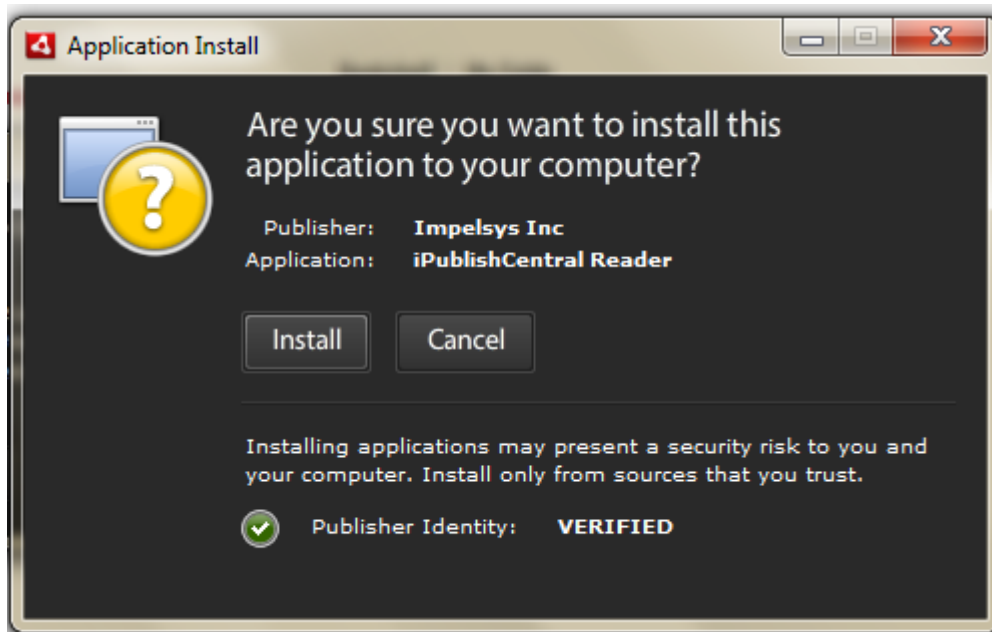 Application Install
Are you sure you want to install this
application to your computer?
Publisher: Impelsys Inc
Application: iPublishCentral Reader
Install Cancel
Installing applications may present a security risk to you and
your computer. Install only from sources that you trust.
Publisher Identity: VERIFIED